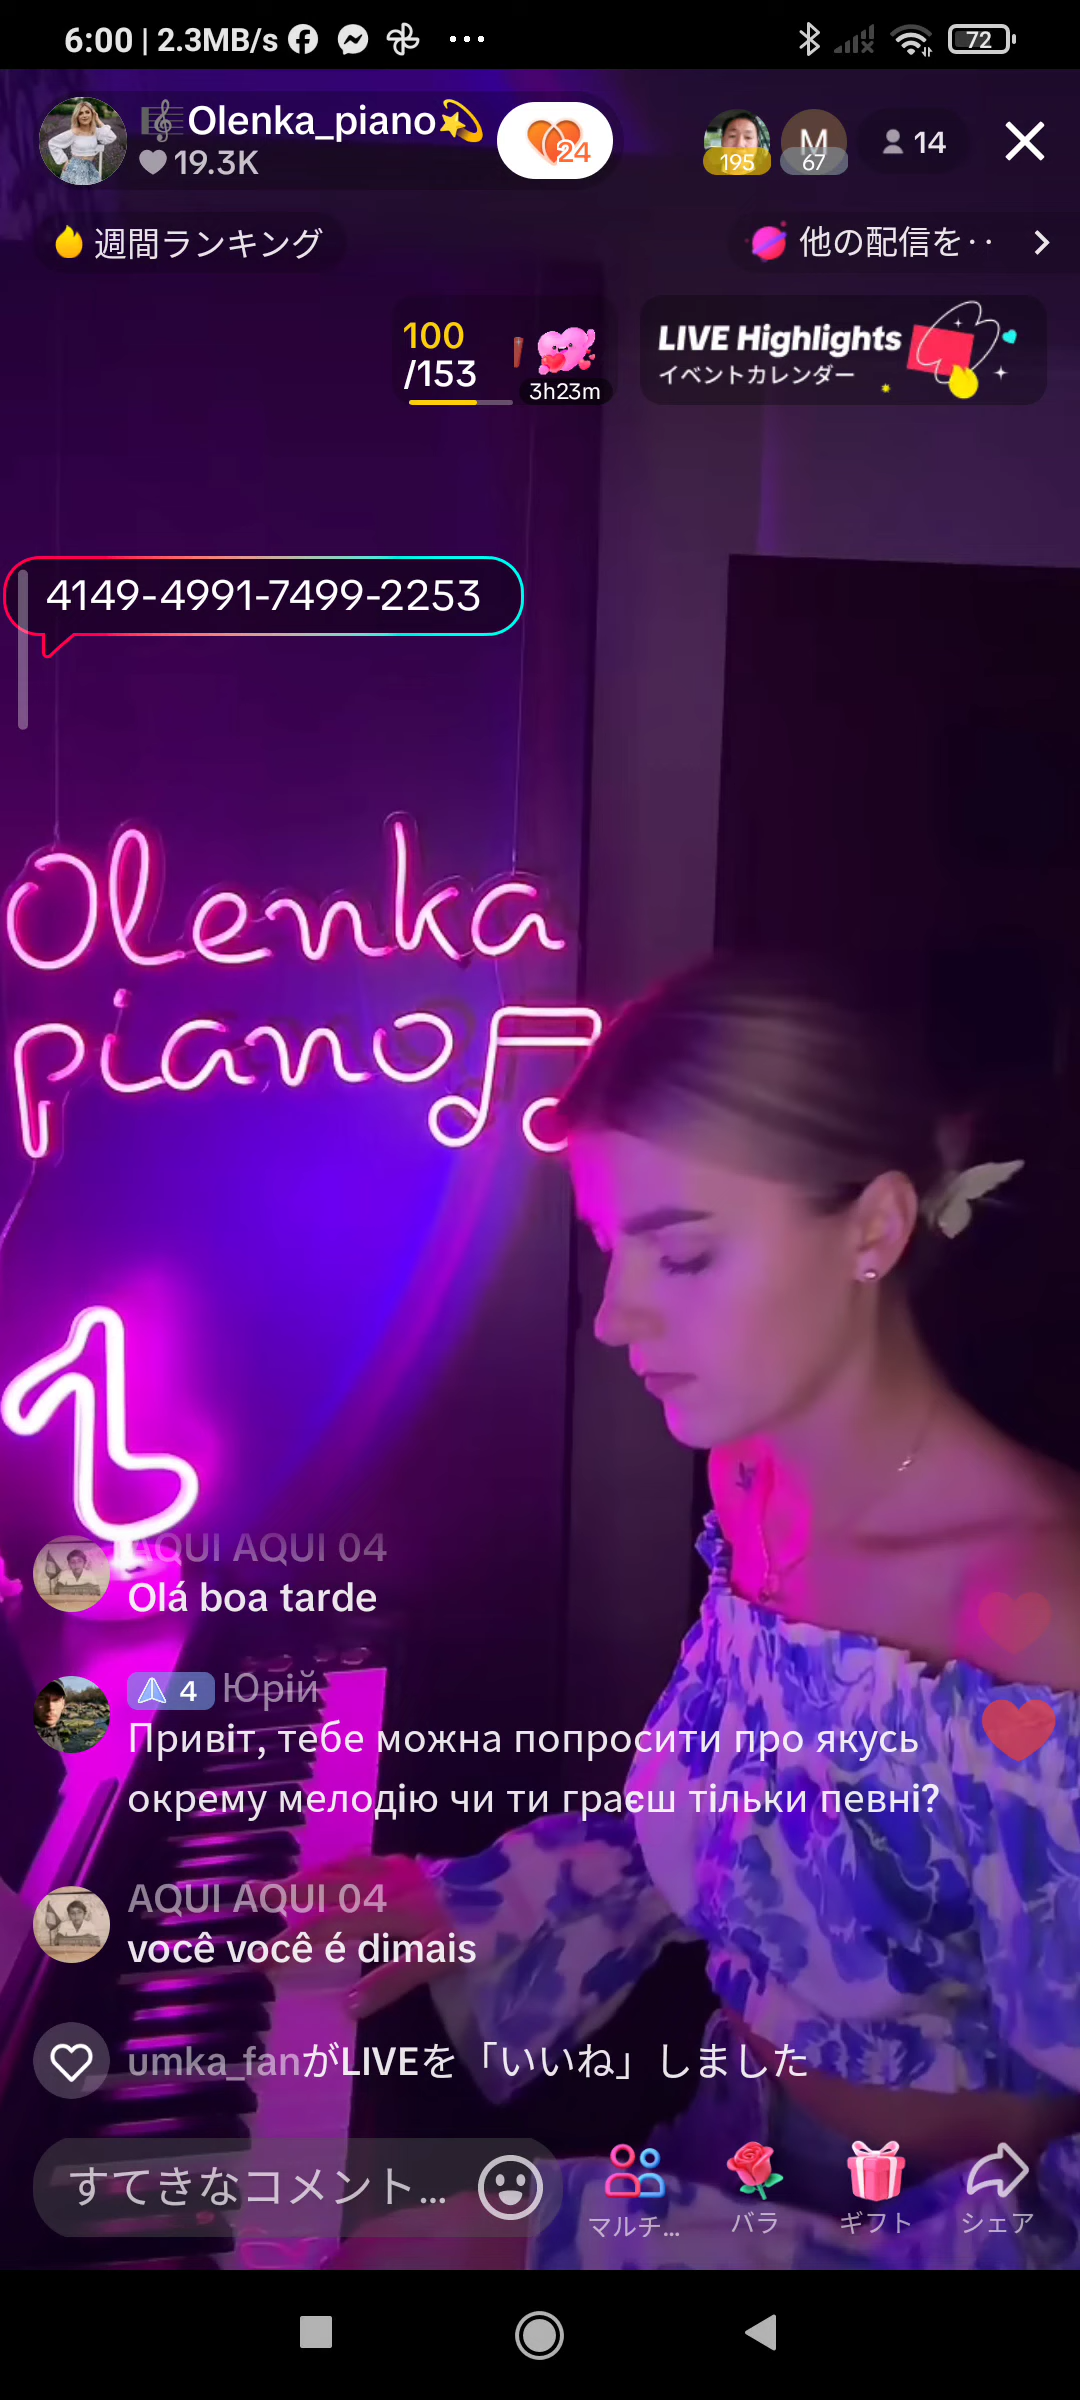 6:00 | 2.3MB/s
72
Olenka_piano
19.3K
24
195
M
67
14
週間ランキング
他の配信を··
100
/153
3h23m
LIVE Highlights
イベントカレンダー
4149-4991-7499-2253
Olenka
piano
AQUI AQUI 04
Olá boa tarde
4 Юрій
Привіт, тебе можна попросити про якусь
окрему мелодію чи ти граєш тільки певні?
AQUI AQUI 04
você você é dimais
umka_fanがLIVEを「いいね」しました
すてきなコメント...
マルチ...
バラ
ギフト
シェア